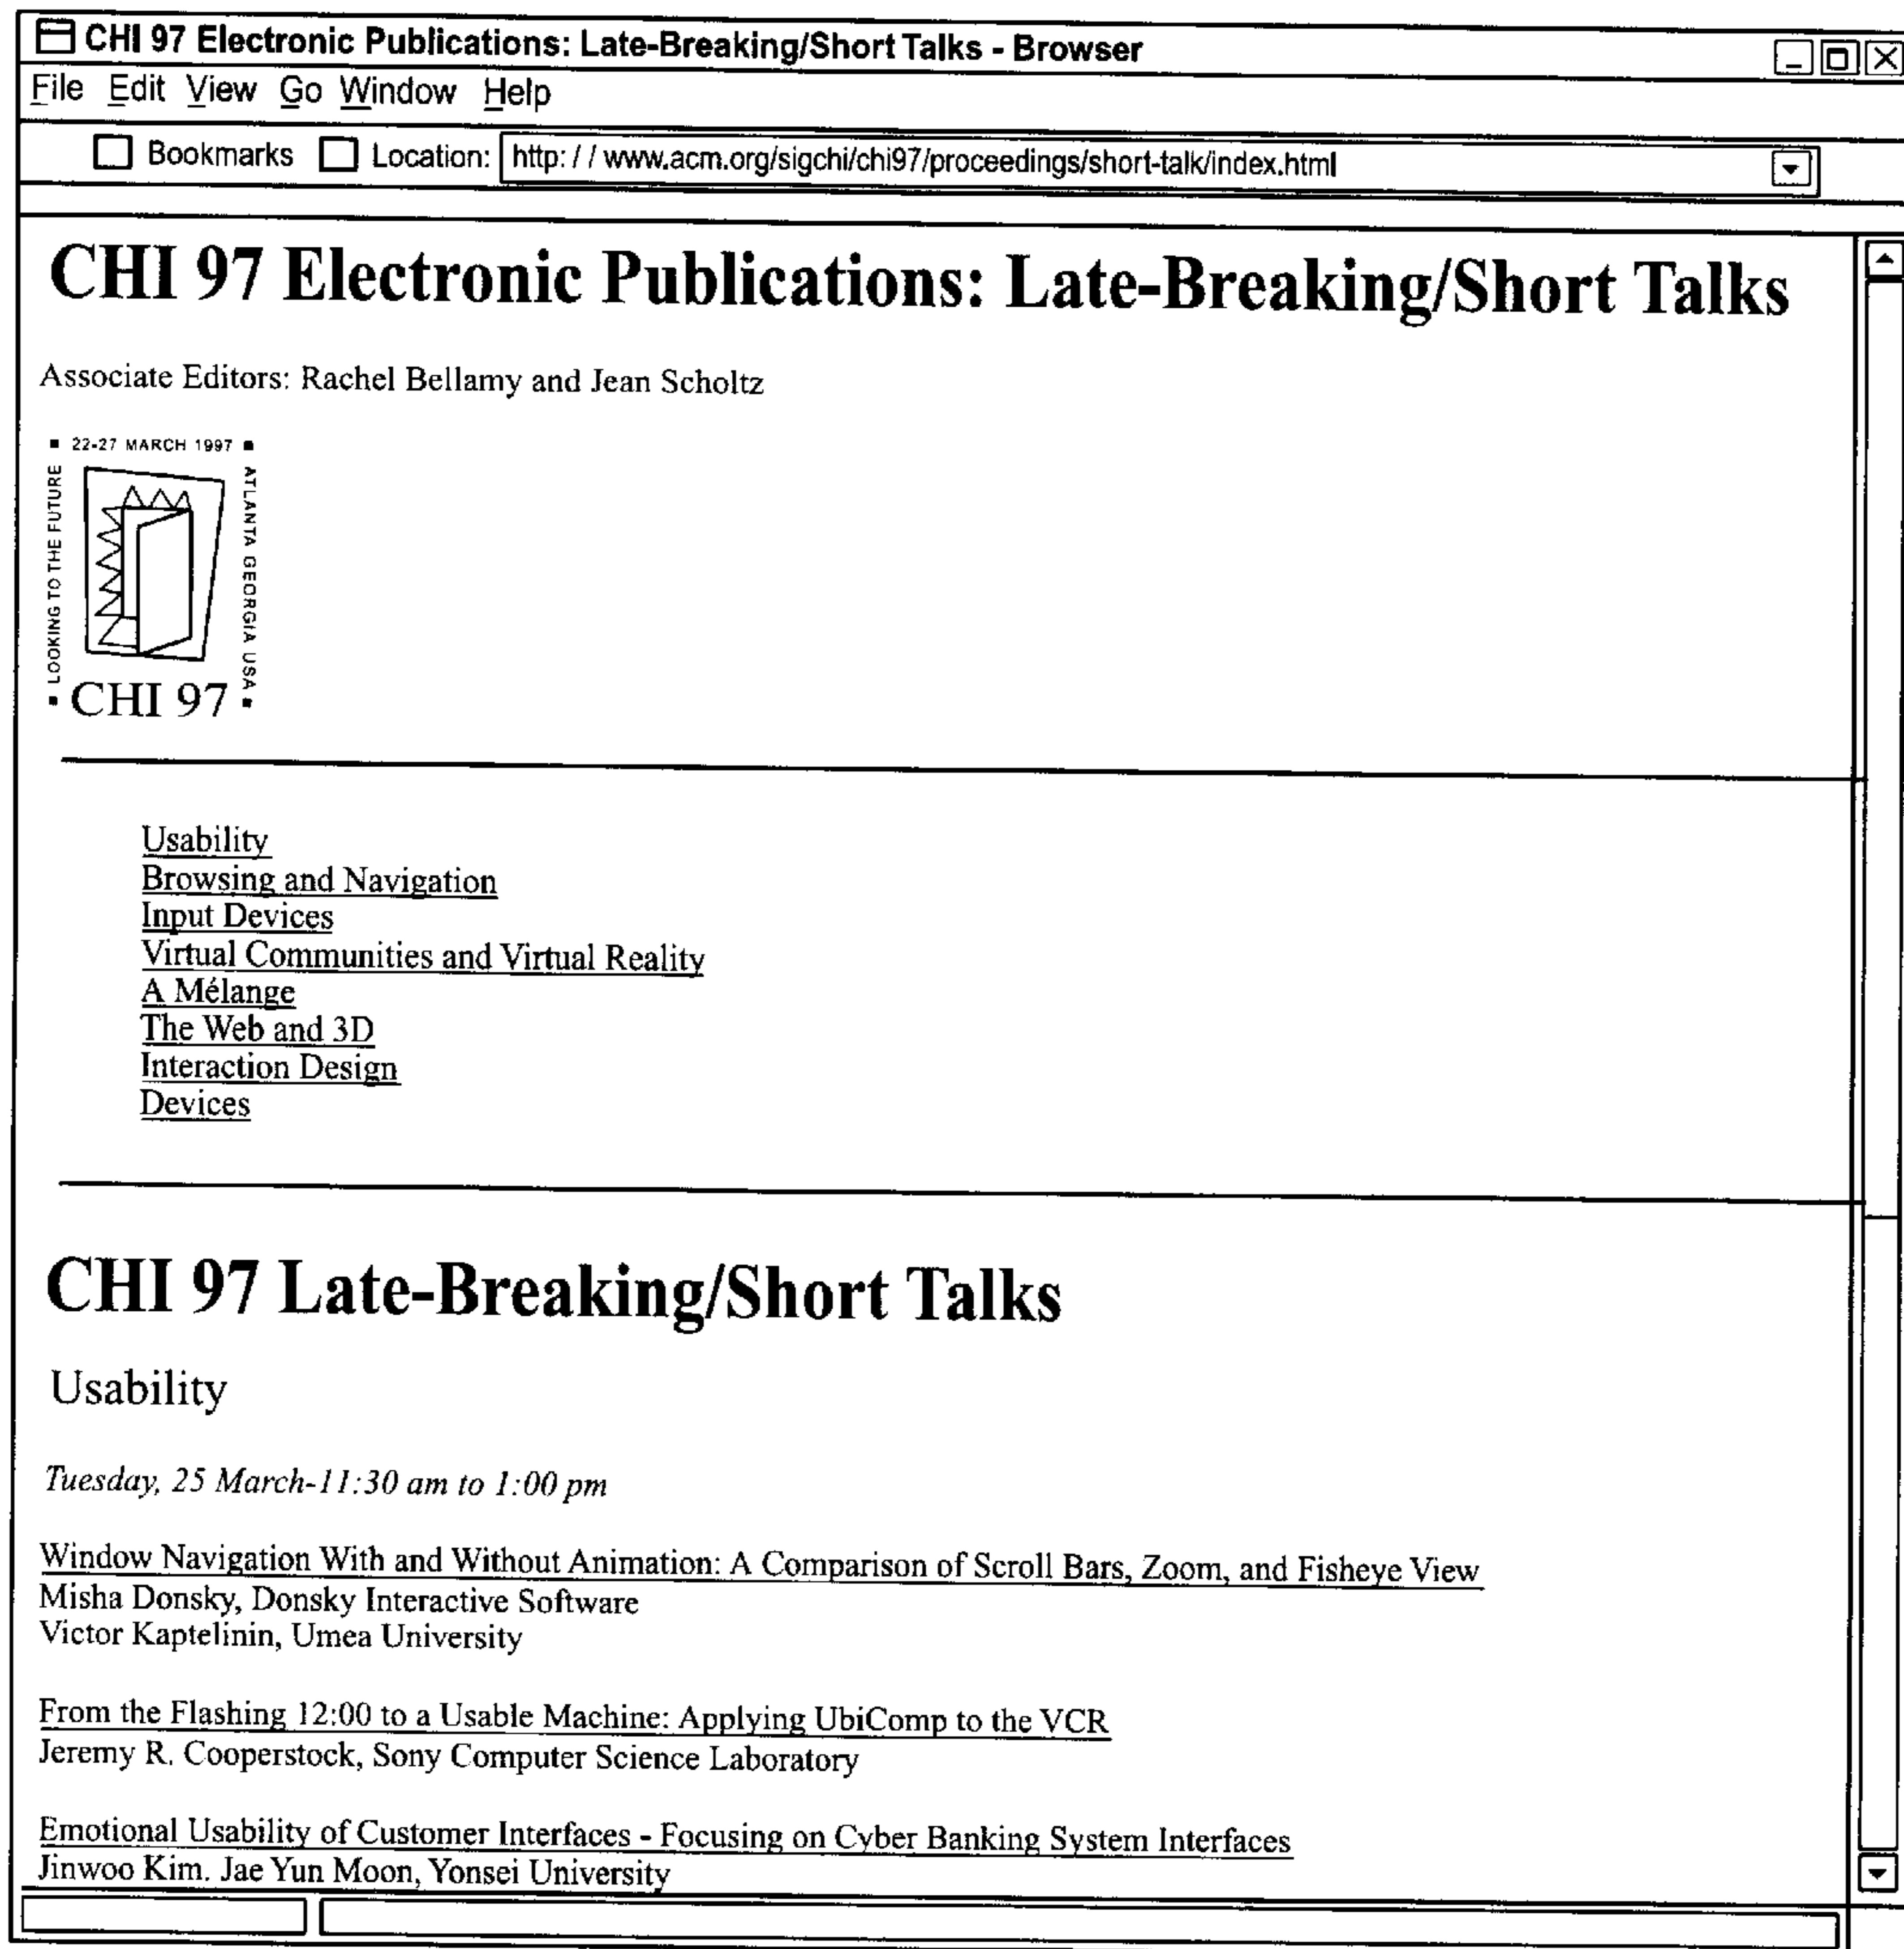 CHI 97 Electronic Publications: Late-Breaking/Short Talks - Browser
File Edit View Go Window Help
Bookmarks Location: http: / / www.acm.org/sigchi/chi97/proceedings/short-talk/index.html
CHI 97 Electronic Publications: Late-Breaking/Short Talks
Associate Editors: Rachel Bellamy and Jean Scholtz
22-27 MARCH 1997
LOOKING TO THE FUTURE
ATLANTA GEORGIA USA
CHI 97
Usability
Browsing and Navigation
Input Devices
Virtual Communities and Virtual Reality
A Mélange
The Web and 3D
Interaction Design
Devices
CHI 97 Late-Breaking/Short Talks
Usability
Tuesday, 25 March-11:30 am to 1:00 pm
Window Navigation With and Without Animation: A Comparison of Scroll Bars, Zoom, and Fisheye View
Misha Donsky, Donsky Interactive Software
Victor Kaptelinin, Umea University
From the Flashing 12:00 to a Usable Machine: Applying UbiComp to the VCR
Jeremy R. Cooperstock, Sony Computer Science Laboratory
Emotional Usability of Customer Interfaces - Focusing on Cyber Banking System Interfaces
Jinwoo Kim. Jae Yun Moon, Yonsei University